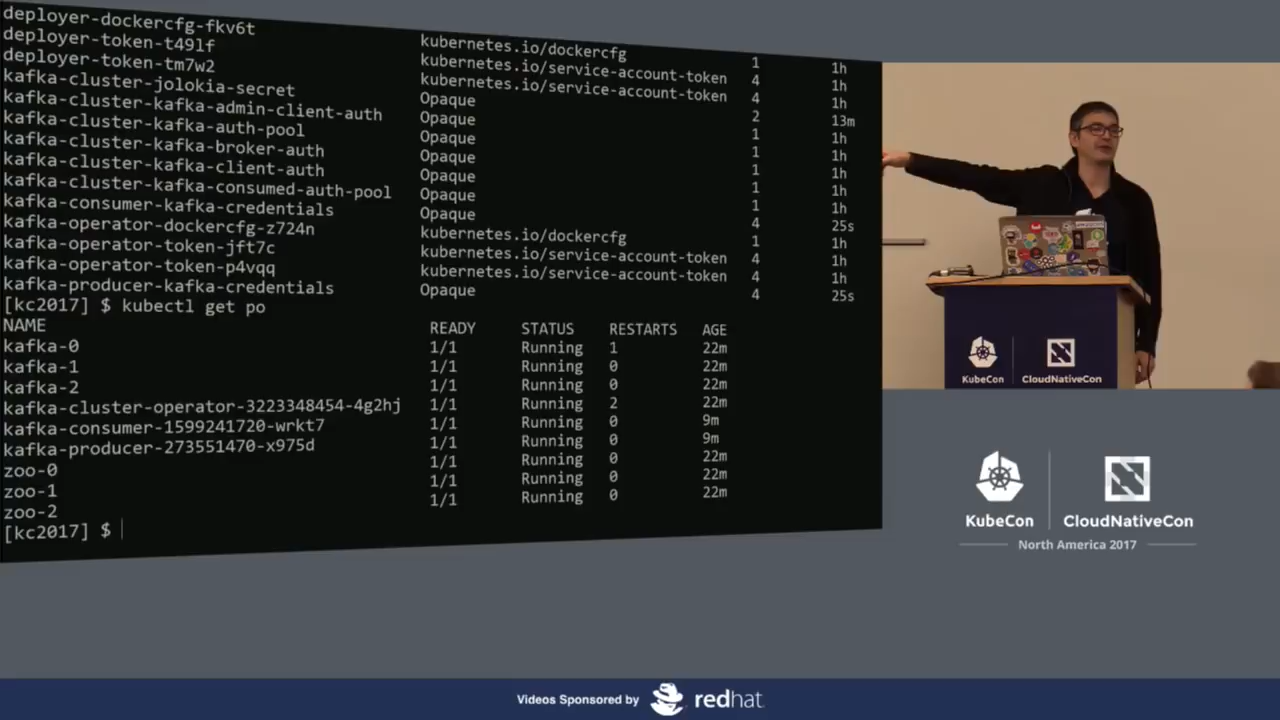 deployer-dockercfg-fkv6t kubernetes.io/dockercfg 1 1h
deployer-token-t49lf kubernetes.io/service-account-token 4 1h
deployer-token-tm7w2 kubernetes.io/service-account-token 4 1h
kafka-cluster-jolokia-secret Opaque 2 13m
kafka-cluster-kafka-admin-client-auth Opaque 1 1h
kafka-cluster-kafka-auth-pool Opaque 1 1h
kafka-cluster-kafka-broker-auth Opaque 1 1h
kafka-cluster-kafka-client-auth Opaque 1 1h
kafka-cluster-kafka-consumed-auth-pool Opaque 1 1h
kafka-consumer-kafka-credentials Opaque 4 25s
kafka-operator-dockercfg-z724n kubernetes.io/dockercfg 1 1h
kafka-operator-token-jft7c kubernetes.io/service-account-token 4 1h
kafka-operator-token-p4vqq kubernetes.io/service-account-token 4 1h
kafka-producer-kafka-credentials Opaque 4 25s
[kc2017] $ kubectl get po
NAME READY STATUS RESTARTS AGE
kafka-0 1/1 Running 1 22m
kafka-1 1/1 Running 0 22m
kafka-2 1/1 Running 0 22m
kafka-cluster-operator-3223348454-4g2hj 1/1 Running 2 22m
kafka-consumer-1599241720-wrkt7 1/1 Running 0 9m
kafka-producer-273551470-x975d 1/1 Running 0 9m
zoo-0 1/1 Running 0 22m
zoo-1 1/1 Running 0 22m
zoo-2 1/1 Running 0 22m
[kc2017] $
KubeCon CloudNativeCon
KubeCon CloudNativeCon
North America 2017
Videos Sponsored by redhat